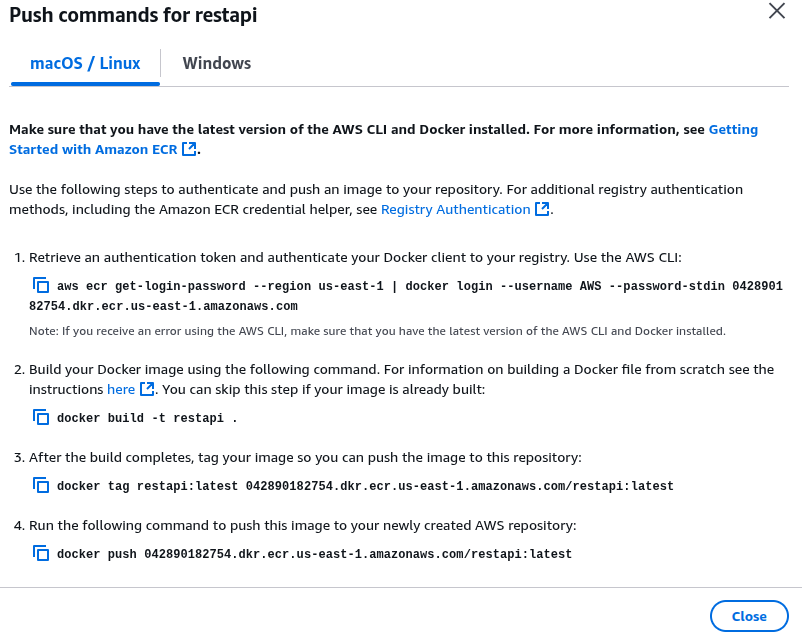 Push commands for restapi
macOS / Linux
Windows
Make sure that you have the latest version of the AWS CLI and Docker installed. For more information, see Getting
Started with Amazon ECR .
Use the following steps to authenticate and push an image to your repository. For additional registry authentication
methods, including the Amazon ECR credential helper, see Registry Authentication .
1. Retrieve an authentication token and authenticate your Docker client to your registry. Use the AWS CLI:
aws ecr get-login-password --region us-east-1 | docker login --username AWS --password-stdin 0428901
82754.dkr.ecr.us-east-1.amazonaws.com
Note: If you receive an error using the AWS CLI, make sure that you have the latest version of the AWS CLI and Docker installed.
2. Build your Docker image using the following command. For information on building a Docker file from scratch see the
instructions here . You can skip this step if your image is already built:
docker build -t restapi .
3. After the build completes, tag your image so you can push the image to this repository:
docker tag restapi:latest 042890182754.dkr.ecr.us-east-1.amazonaws.com/restapi:latest
4. Run the following command to push this image to your newly created AWS repository:
docker push 042890182754.dkr.ecr.us-east-1.amazonaws.com/restapi:latest
Close